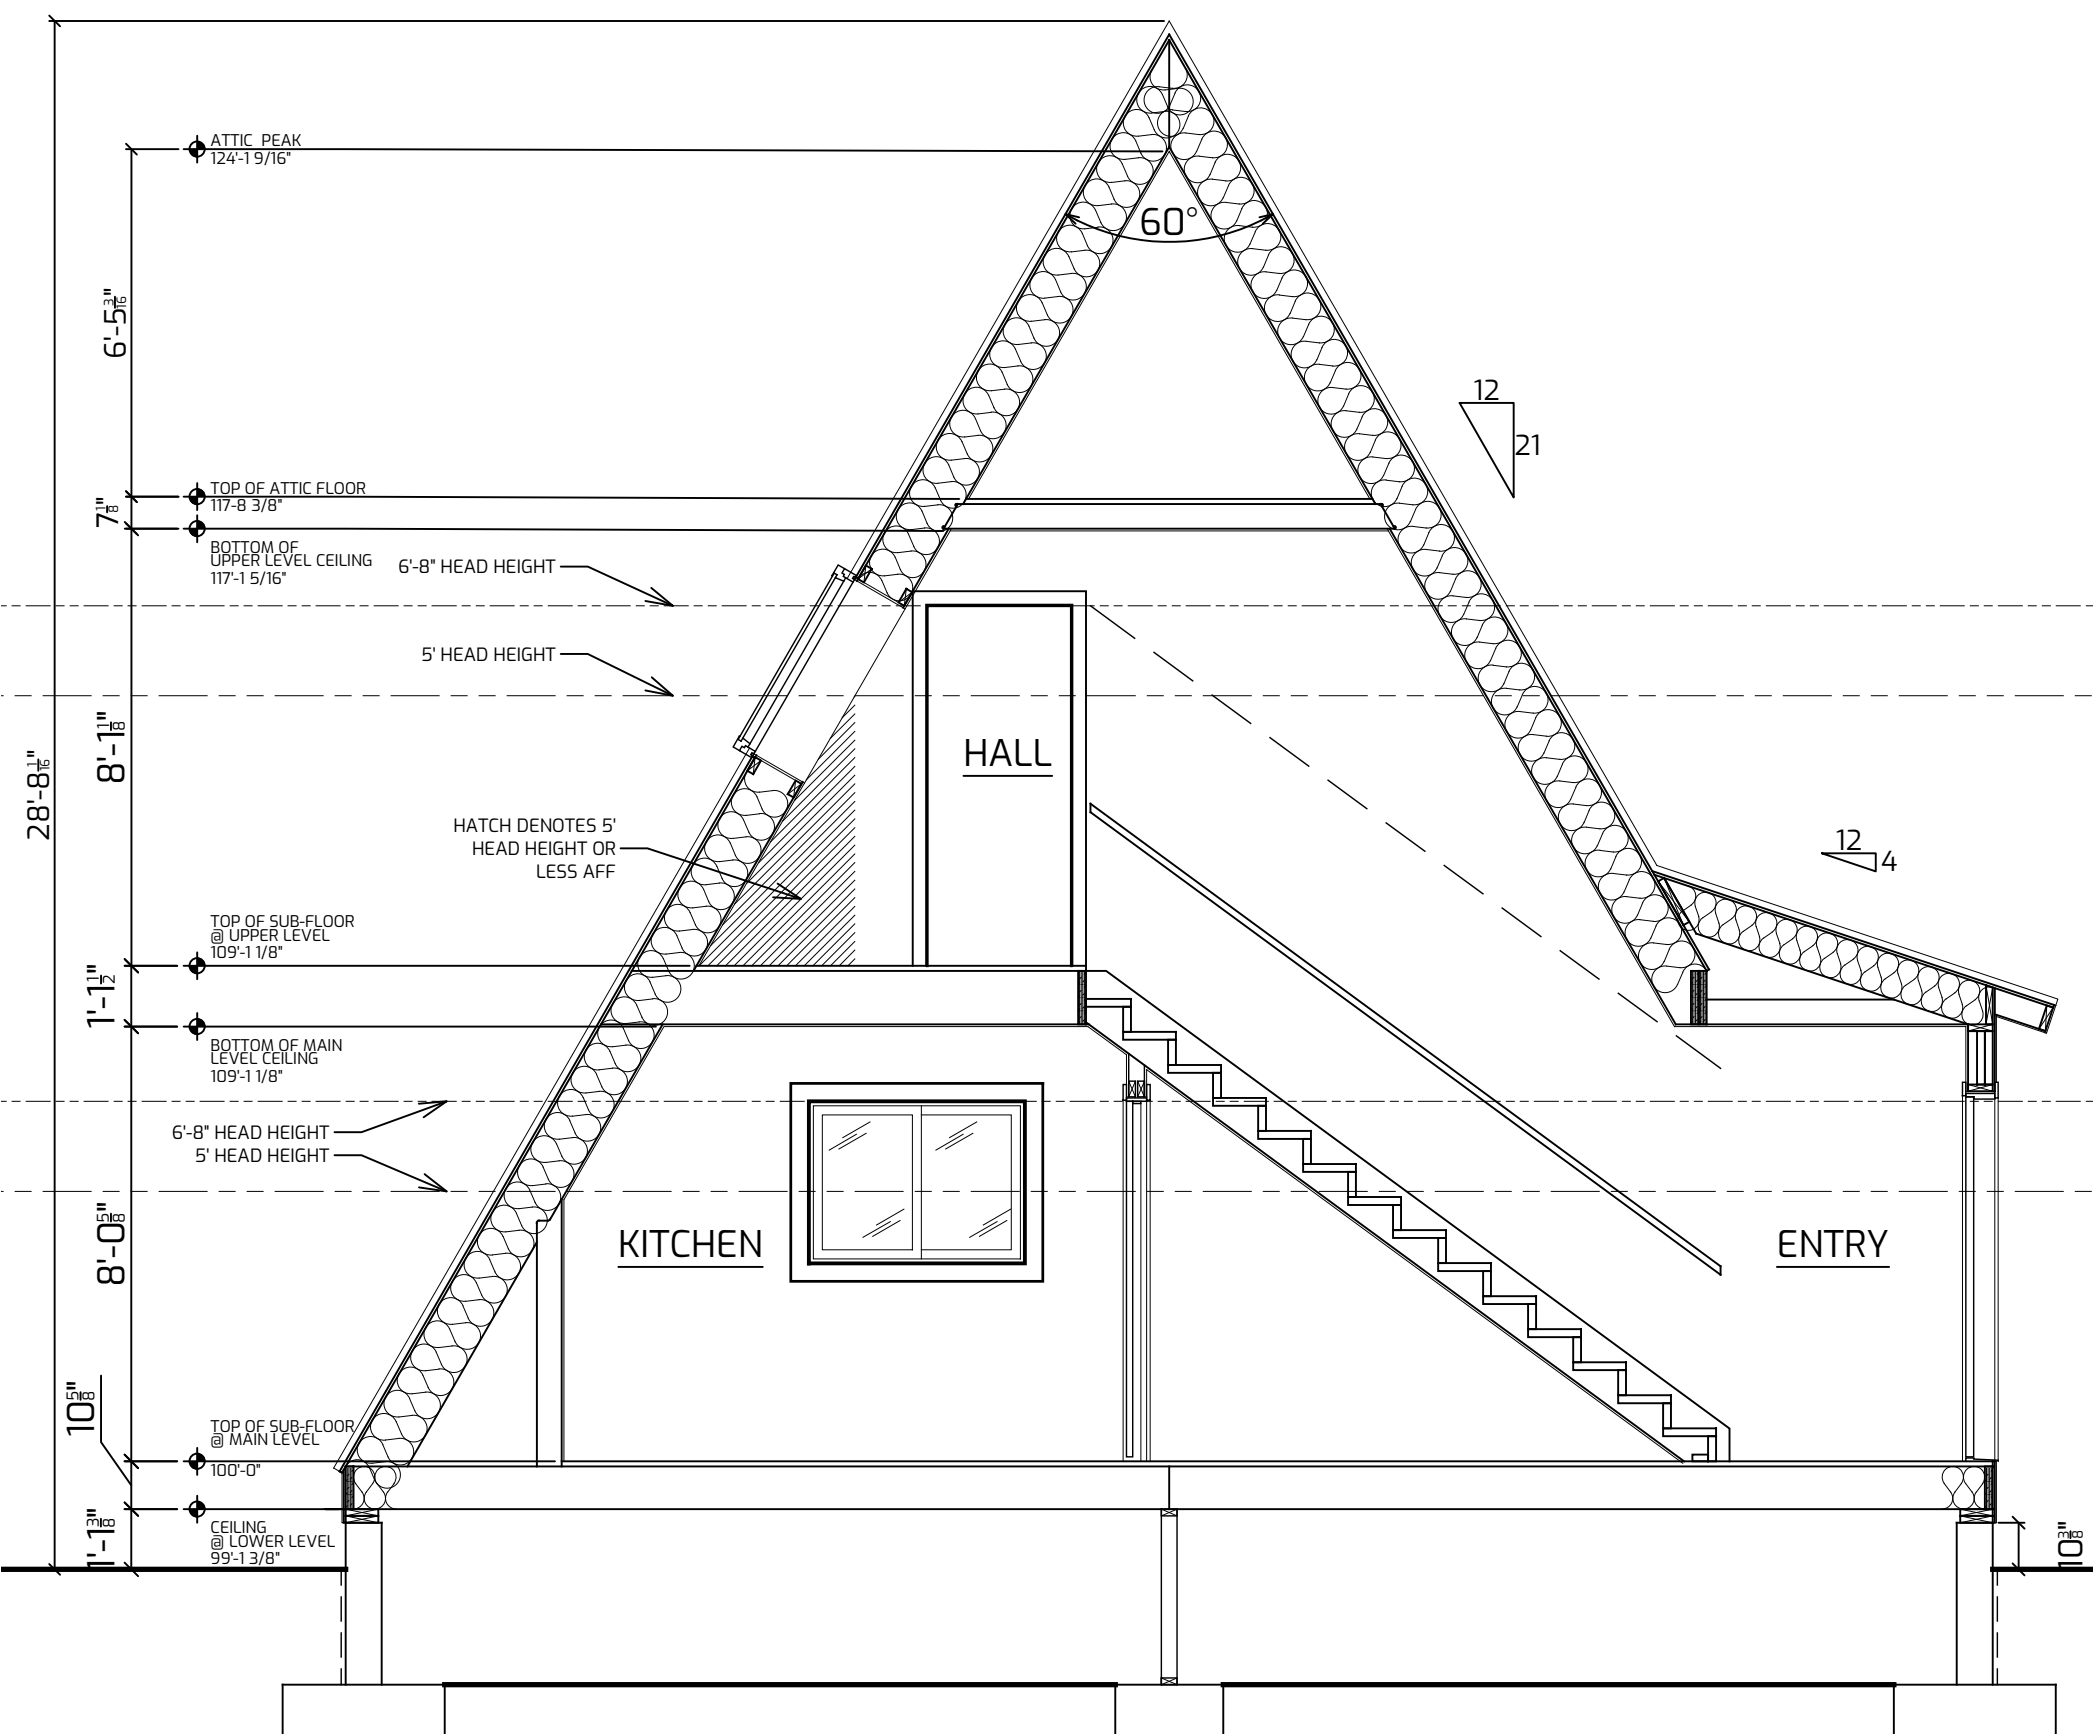 ATTIC PEAK
124'-1 9/16"
60°
6'-5 3/16"
12
21
TOP OF ATTIC FLOOR
117-8 3/8"
7 1/8"
BOTTOM OF
UPPER LEVEL CEILING
117'-1 5/16"
6'-8" HEAD HEIGHT
5' HEAD HEIGHT
8'-1 1/8"
28'-8 1/16"
HALL
HATCH DENOTES 5'
HEAD HEIGHT OR
LESS AFF
12
4
TOP OF SUB-FLOOR
@ UPPER LEVEL
109'-1 1/8"
1'-1 1/2"
BOTTOM OF MAIN
LEVEL CEILING
109'-1 1/8"
6'-8" HEAD HEIGHT
5' HEAD HEIGHT
8'-0 5/8"
KITCHEN
ENTRY
10 5/8"
TOP OF SUB-FLOOR
@ MAIN LEVEL
100'-0"
1'-1 3/8"
CEILING
@ LOWER LEVEL
99'-1 3/8"
10 3/8"